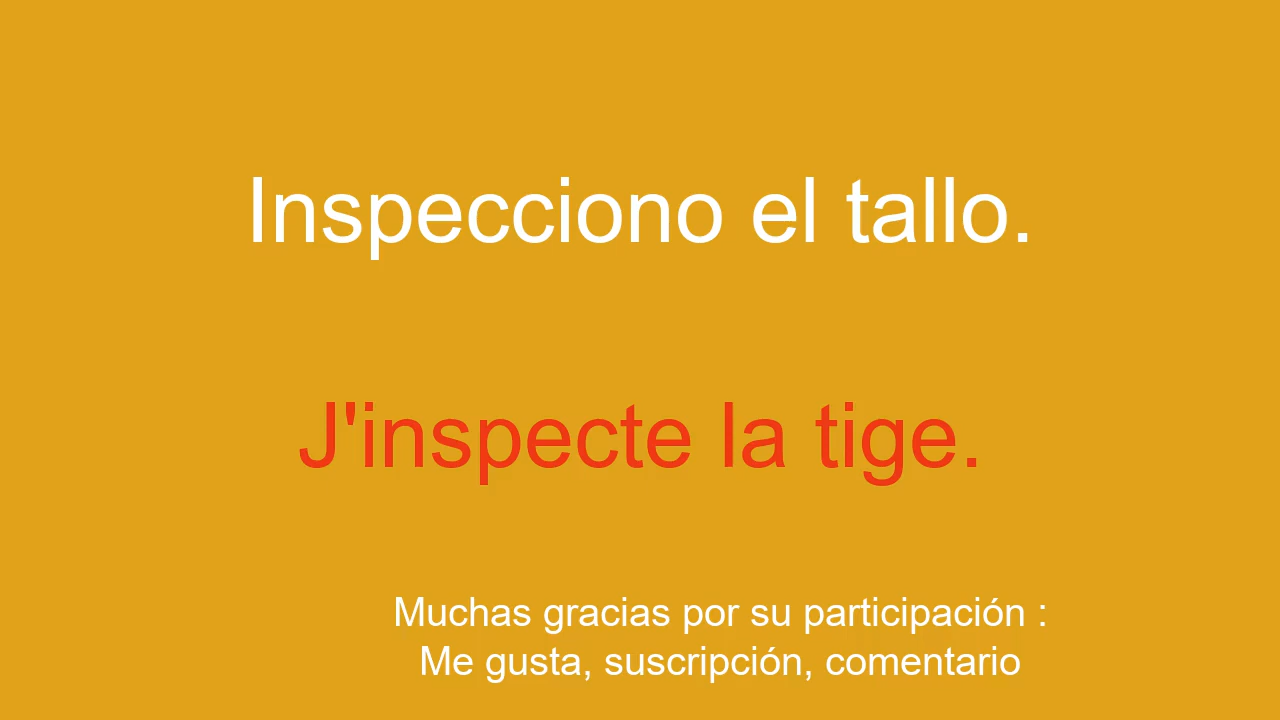 Inspecciono el tallo.
J'inspecte la tige.
Muchas gracias por su participación :
Me gusta, suscripción, comentario